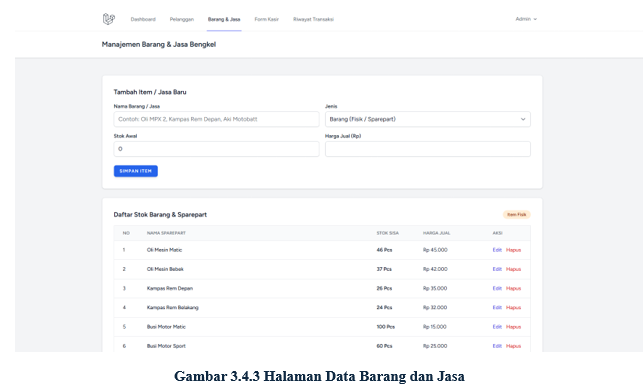 Dashboard Pelanggan Barang & Jasa Form Kasir Riwayat Transaksi Admin
Manajemen Barang & Jasa Bengkel
Tambah Item / Jasa Baru
Nama Barang / Jasa Jenis
Contoh: Oli MPX 2, Kampas Rem Depan, Aki Motobatt Barang (Fisik / Sparepart)
Stok Awal Harga Jual (Rp)
0
SIMPAN ITEM
Daftar Stok Barang & Sparepart Item Fisik
NO NAMA SPAREPART STOK SISA HARGA JUAL AKSI
1 Oli Mesin Matic 46 Pcs Rp 45.000 Edit Hapus
2 Oli Mesin Bebek 37 Pcs Rp 42.000 Edit Hapus
3 Kampas Rem Depan 26 Pcs Rp 35.000 Edit Hapus
4 Kampas Rem Belakang 24 Pcs Rp 32.000 Edit Hapus
5 Busi Motor Matic 100 Pcs Rp 15.000 Edit Hapus
6 Busi Motor Sport 60 Pcs Rp 25.000 Edit Hapus
Gambar 3.4.3 Halaman Data Barang dan Jasa